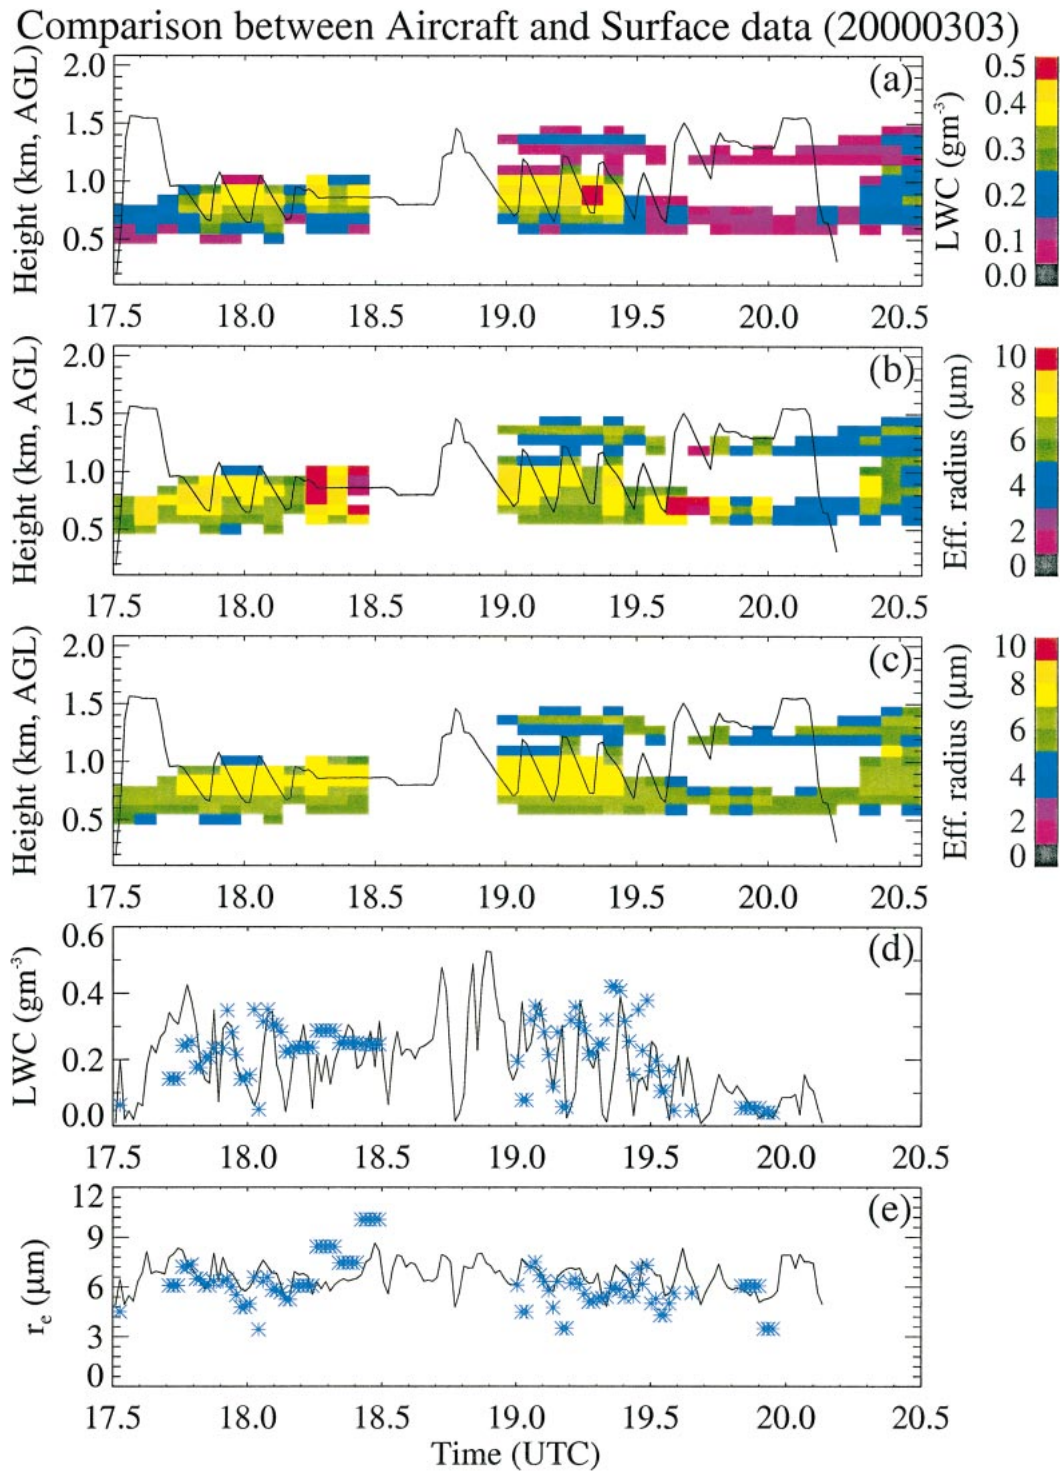 Comparison between Aircraft and Surface data (20000303)
2.0
1.5
1.0
0.5
Height (km, AGL)
(a)
17.5 18.0 18.5 19.0 19.5 20.0 20.5
LWC (gm-3)
0.5
0.4
0.3
0.2
0.1
0.0
2.0
1.5
1.0
0.5
Height (km, AGL)
(b)
17.5 18.0 18.5 19.0 19.5 20.0 20.5
Eff. radius (μm)
10
8
6
4
2
0
2.0
1.5
1.0
0.5
Height (km, AGL)
(c)
17.5 18.0 18.5 19.0 19.5 20.0 20.5
Eff. radius (μm)
10
8
6
4
2
0
0.6
0.4
0.2
0.0
LWC (gm-3)
(d)
17.5 18.0 18.5 19.0 19.5 20.0 20.5
12
9
6
3
0
re (μm)
(e)
17.5 18.0 18.5 19.0 19.5 20.0 20.5
Time (UTC)